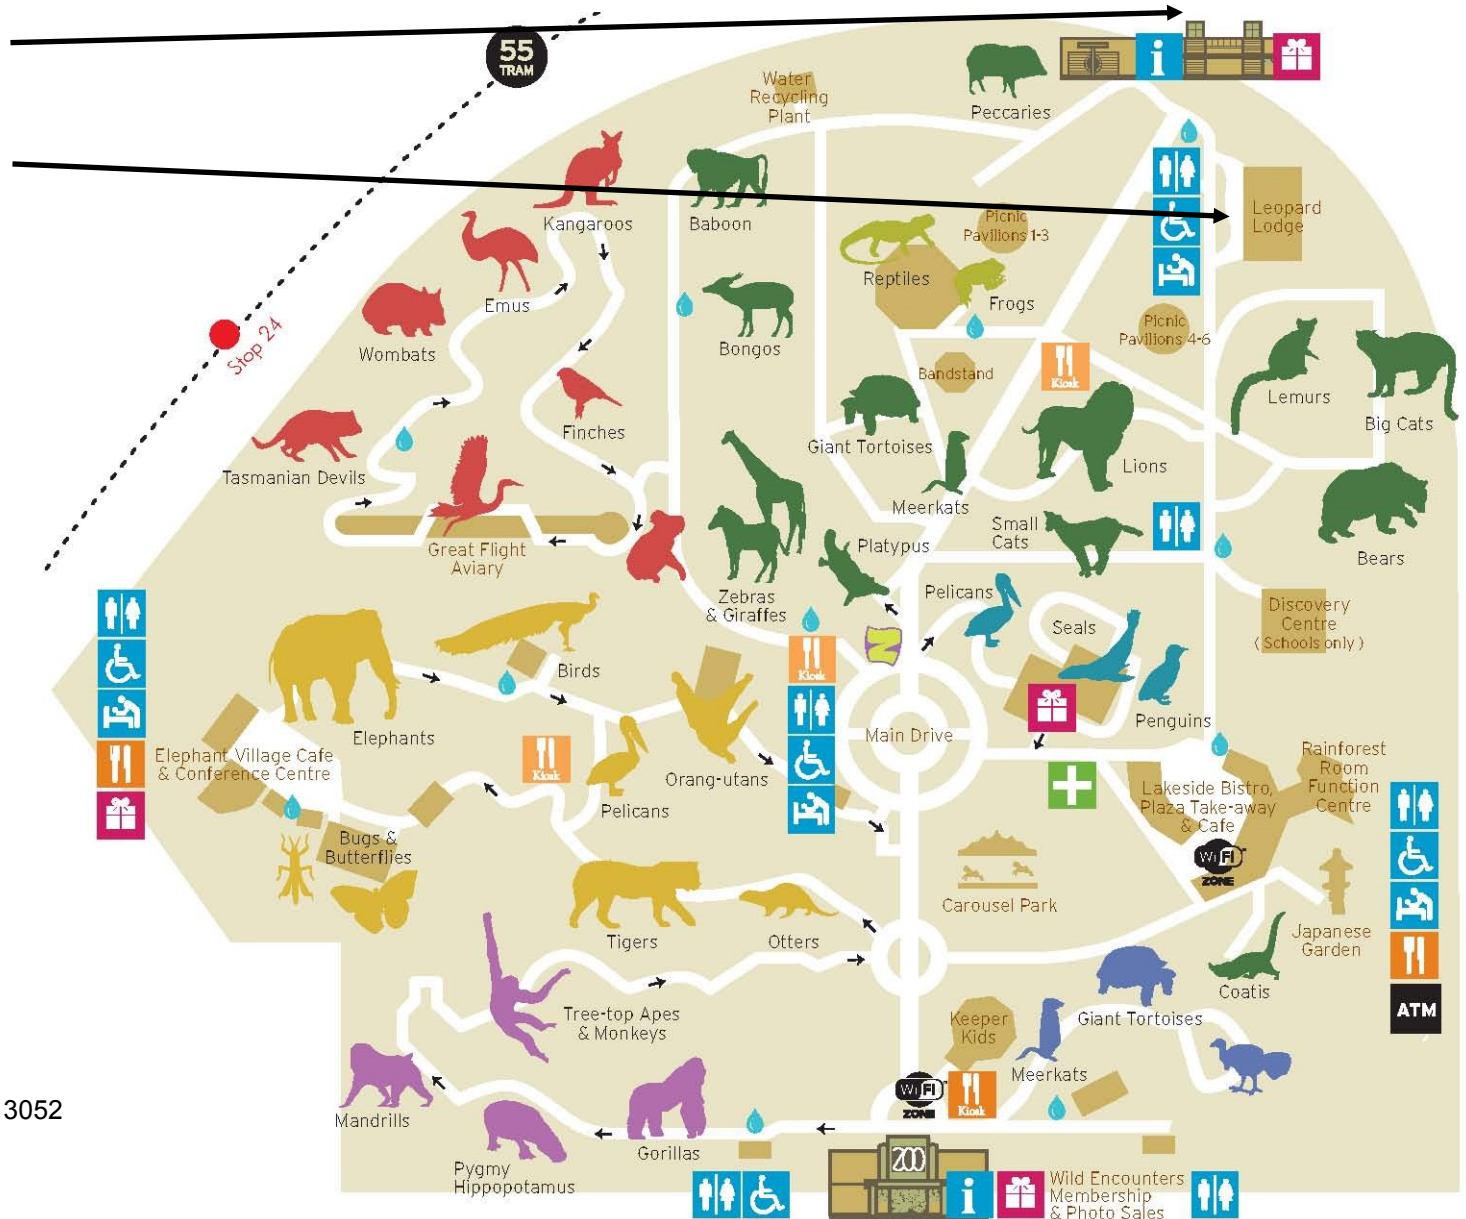 55
TRAM
i
Peccaries
Water
Recycling
Plant
Kangaroos
Baboon
Picnic
Pavilions 1-3
Leopard
Lodge
Emus
Reptiles
Frogs
Stop 24
Wombats
Bongos
Picnic
Pavilions 4-6
Kiosk
Bandstand
Lemurs
Big Cats
Finches
Giant Tortoises
Lions
Tasmanian Devils
Meerkats
Great Flight
Aviary
Platypus
Small
Cats
Bears
Zebras
& Giraffes
Pelicans
Seals
Discovery
Centre
(Schools only)
Birds
Kiosk
Elephants
Penguins
Main Drive
Elephant Village Cafe
& Conference Centre
Kiosk
Orang-utans
Rainforest
Room
Function
Centre
Lakeside Bistro,
Plaza Take-away
& Cafe
Pelicans
Bugs &
Butterflies
WiFi
ZONE
Carousel Park
Tigers
Otters
Japanese
Garden
Coatis
ATM
Tree-top Apes
& Monkeys
Keeper
Kids
Giant Tortoises
Meerkats
3052
Mandrills
WiFi
ZONE
Kiosk
Gorillas
Pygmy
Hippopotamus
ZOO
i
Wild Encounters
Membership
& Photo Sales